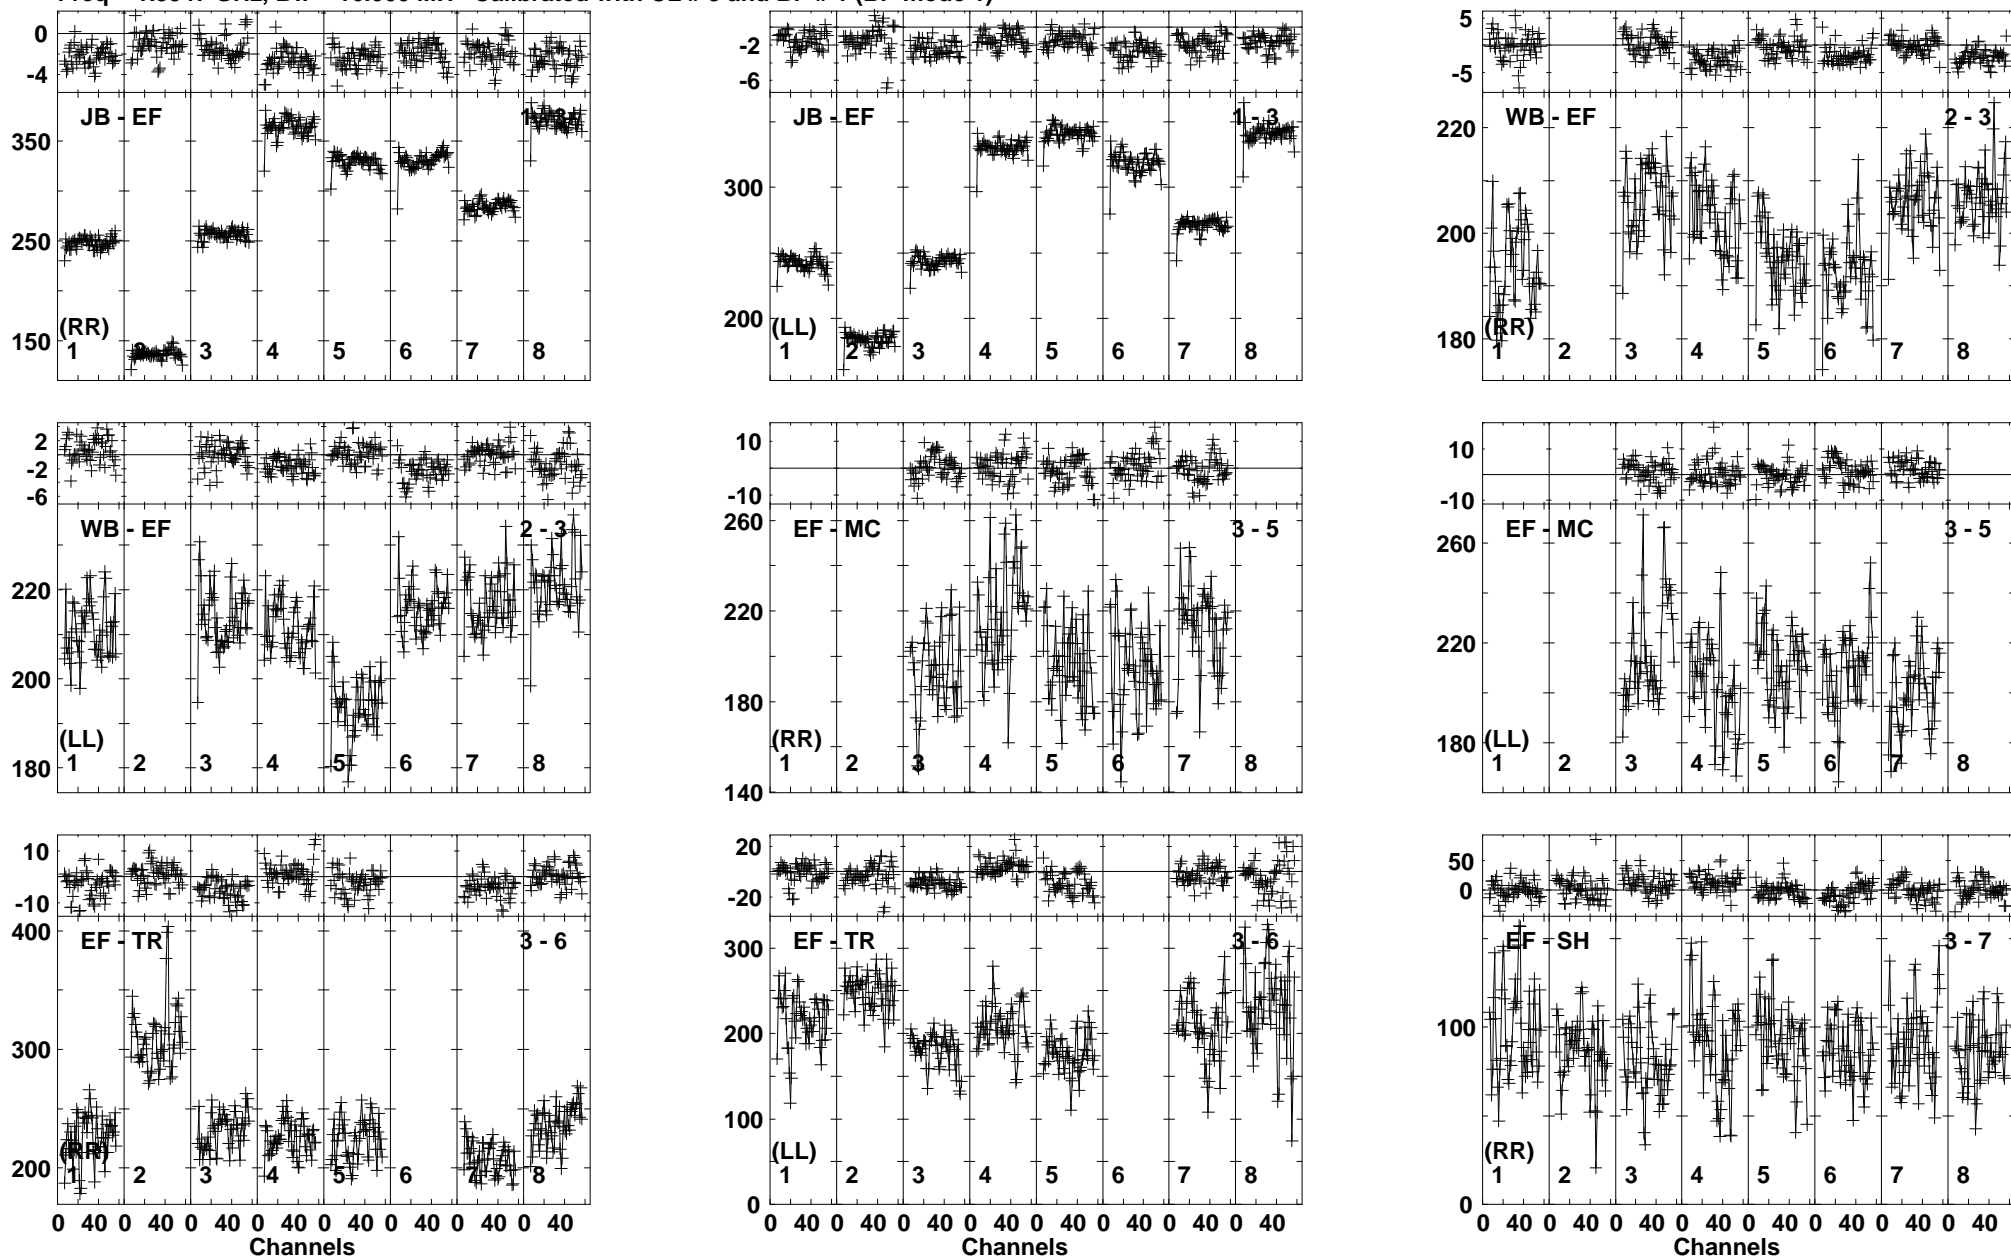 0 -4
JB - EF 1 - 3
350 250 150
(RR)
1 2 3 4 5 6 7 8
-2 -6
JB - EF 1 - 3
300 200
(LL)
1 2 3 4 5 6 7 8
5 -5
WB - EF 2 - 3
220 200 180
(RR)
1 2 3 4 5 6 7 8
2 -2 -6
WB - EF 2 - 3
220 200 180
(LL)
1 2 3 4 5 6 7 8
10 -10
EF - MC 3 - 5
260 220 180 140
(RR)
1 2 3 4 5 6 7 8
10 -10
EF - MC 3 - 5
260 220 180
(LL)
1 2 3 4 5 6 7 8
10 -10
EF - TR 3 - 6
400 300 200
(RR)
1 2 3 4 5 6 7 8
0 40 0 40 0 40 0 40 0 40 0 40 0 40 0 40
Channels
20 -20
EF - TR 3 - 6
300 200 100 0
(LL)
1 2 3 4 5 6 7 8
0 40 0 40 0 40 0 40 0 40 0 40 0 40 0 40
Channels
50 0
EF - SH 3 - 7
100 0
(RR)
1 2 3 4 5 6 7 8
0 40 0 40 0 40 0 40 0 40 0 40 0 40 0 40
Channels